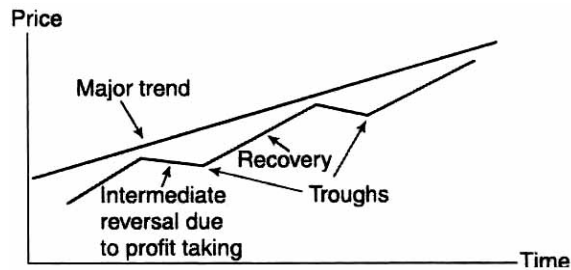 Price
Major trend
Recovery
Intermediate
reversal due
to profit taking
Troughs
Time